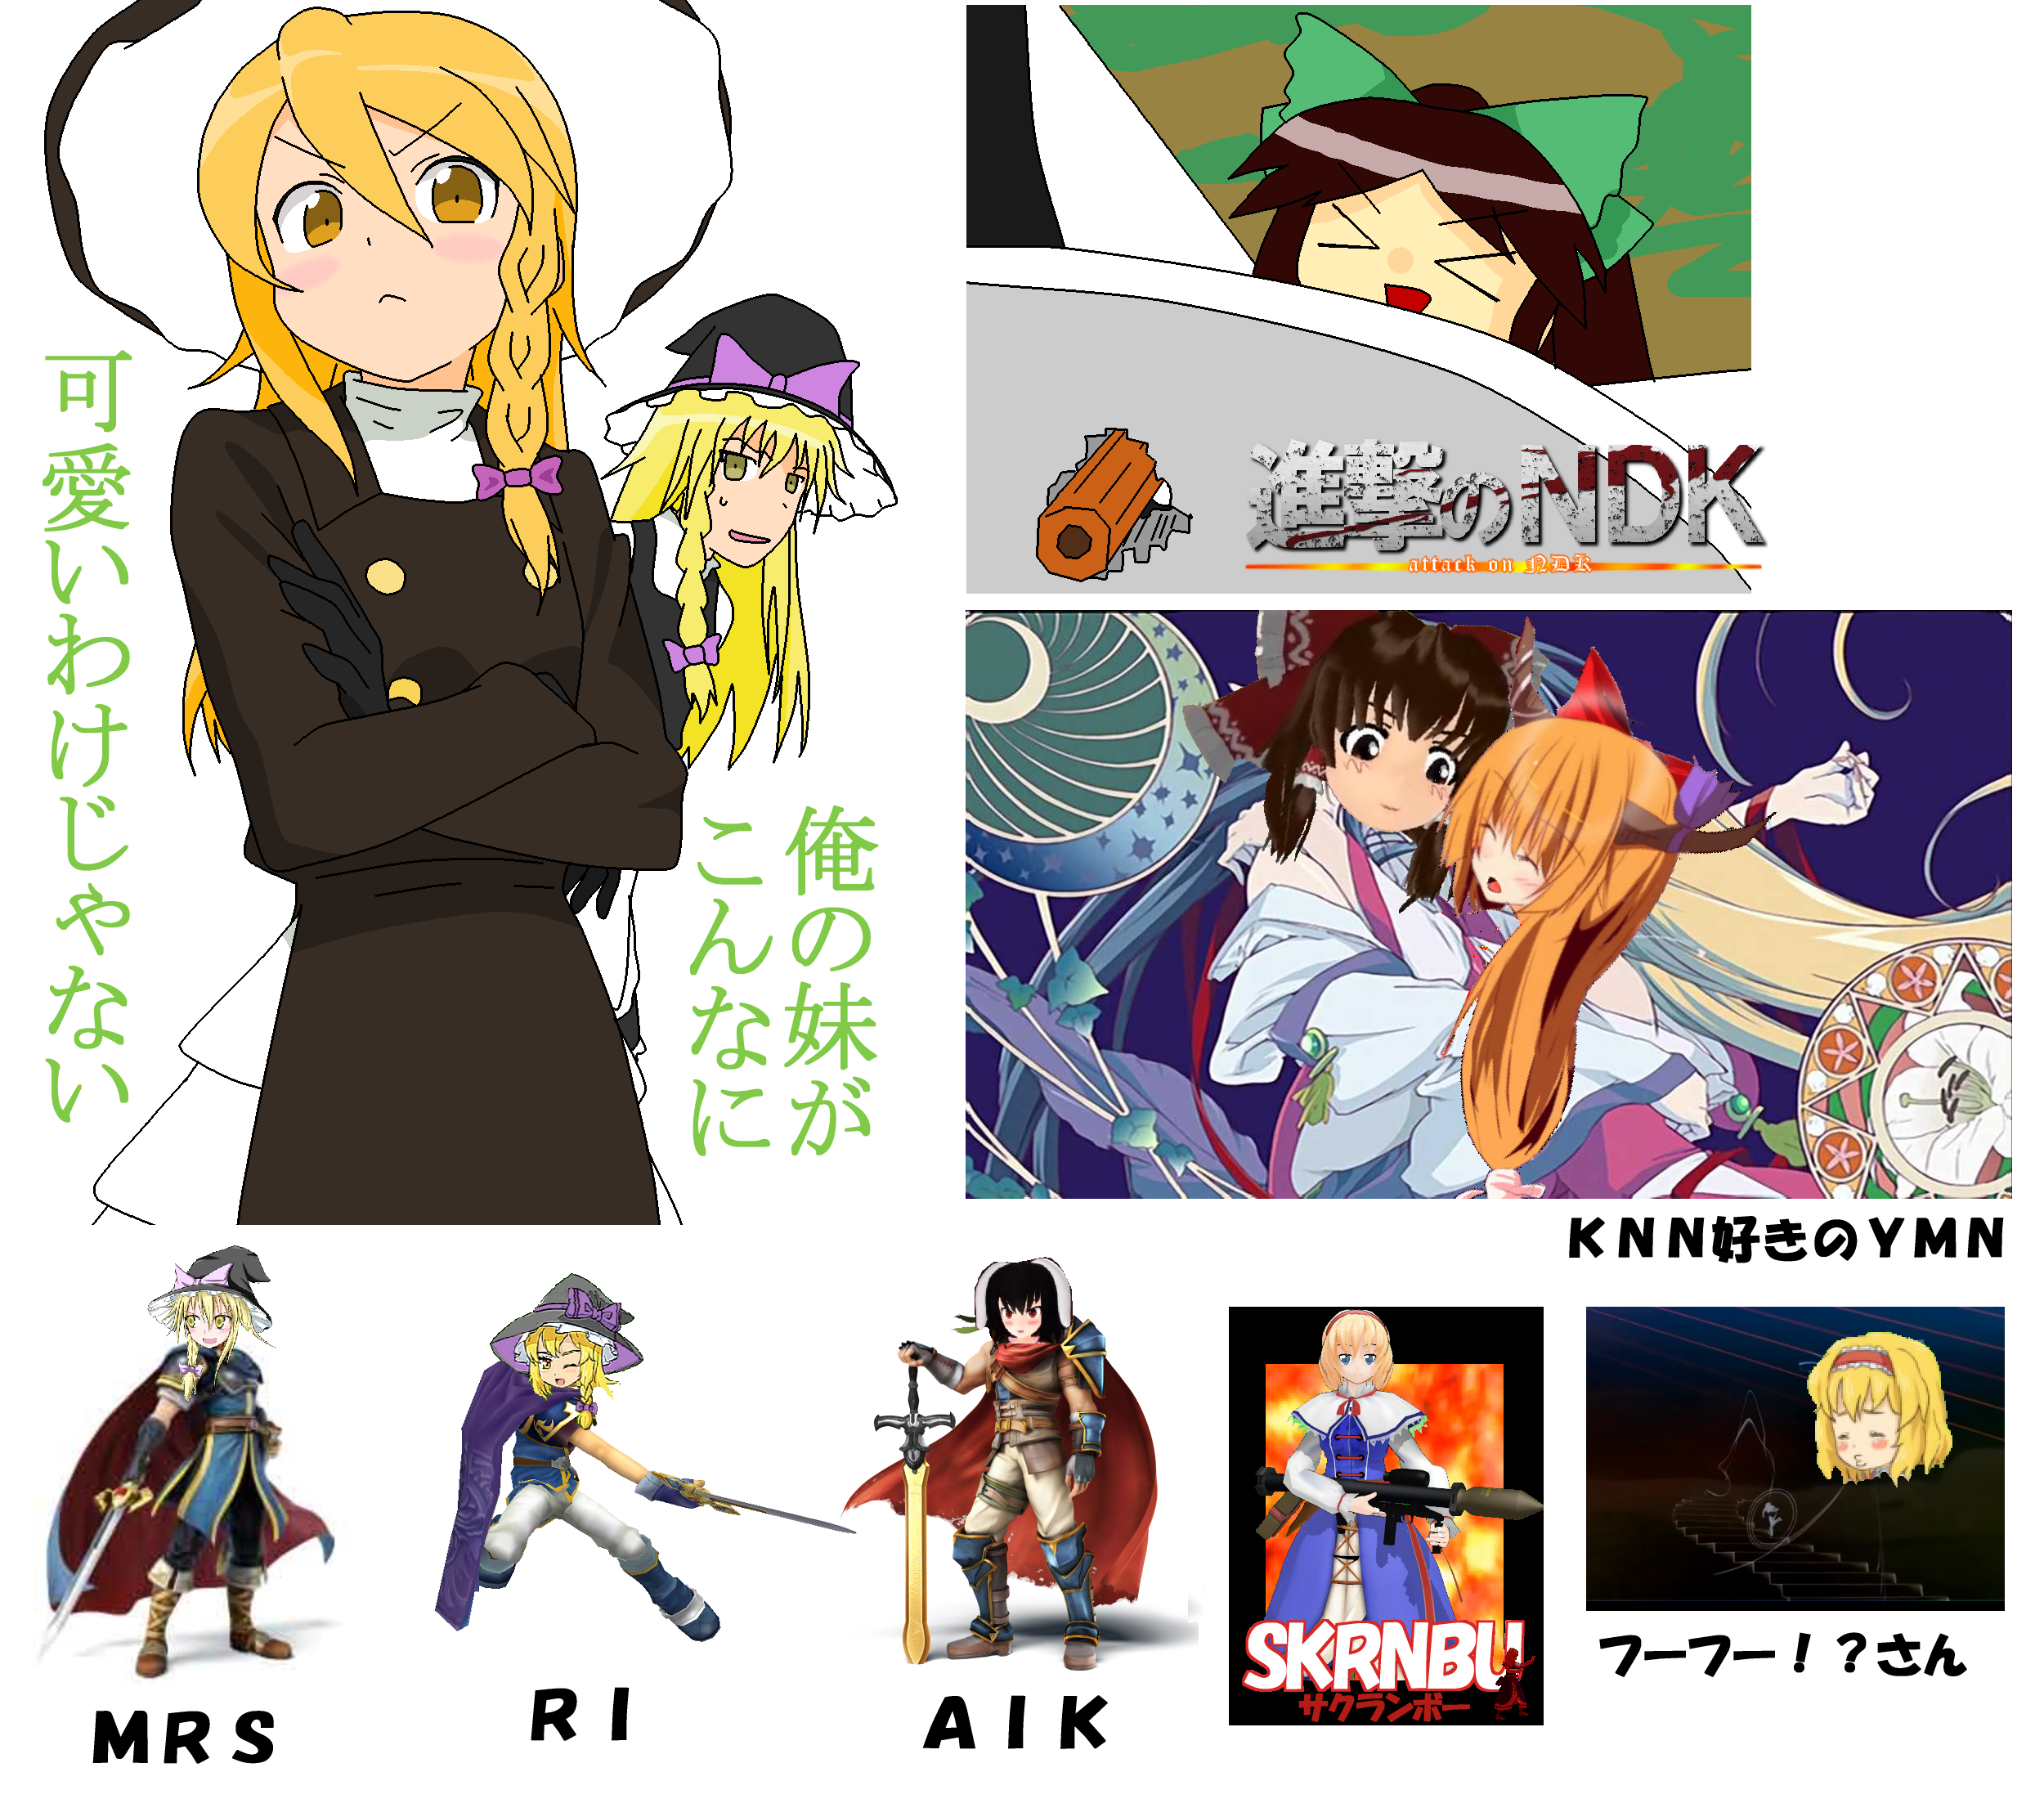 俺の妹が
こんなに
可愛いわけじゃない
進撃のNDK
attack on NDK
KNN好きのYMN
MRS
RI
AIK
SKRNBU
サクランボー
フーフー！？さん